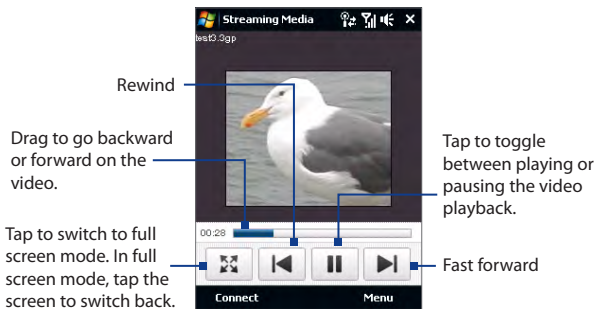 Streaming Media
test3.3gp
Rewind
Drag to go backward
or forward on the
video.
Tap to toggle
between playing or
pausing the video
playback.
00:28
Tap to switch to full
screen mode. In full
screen mode, tap the
screen to switch back.
Fast forward
Connect
Menu